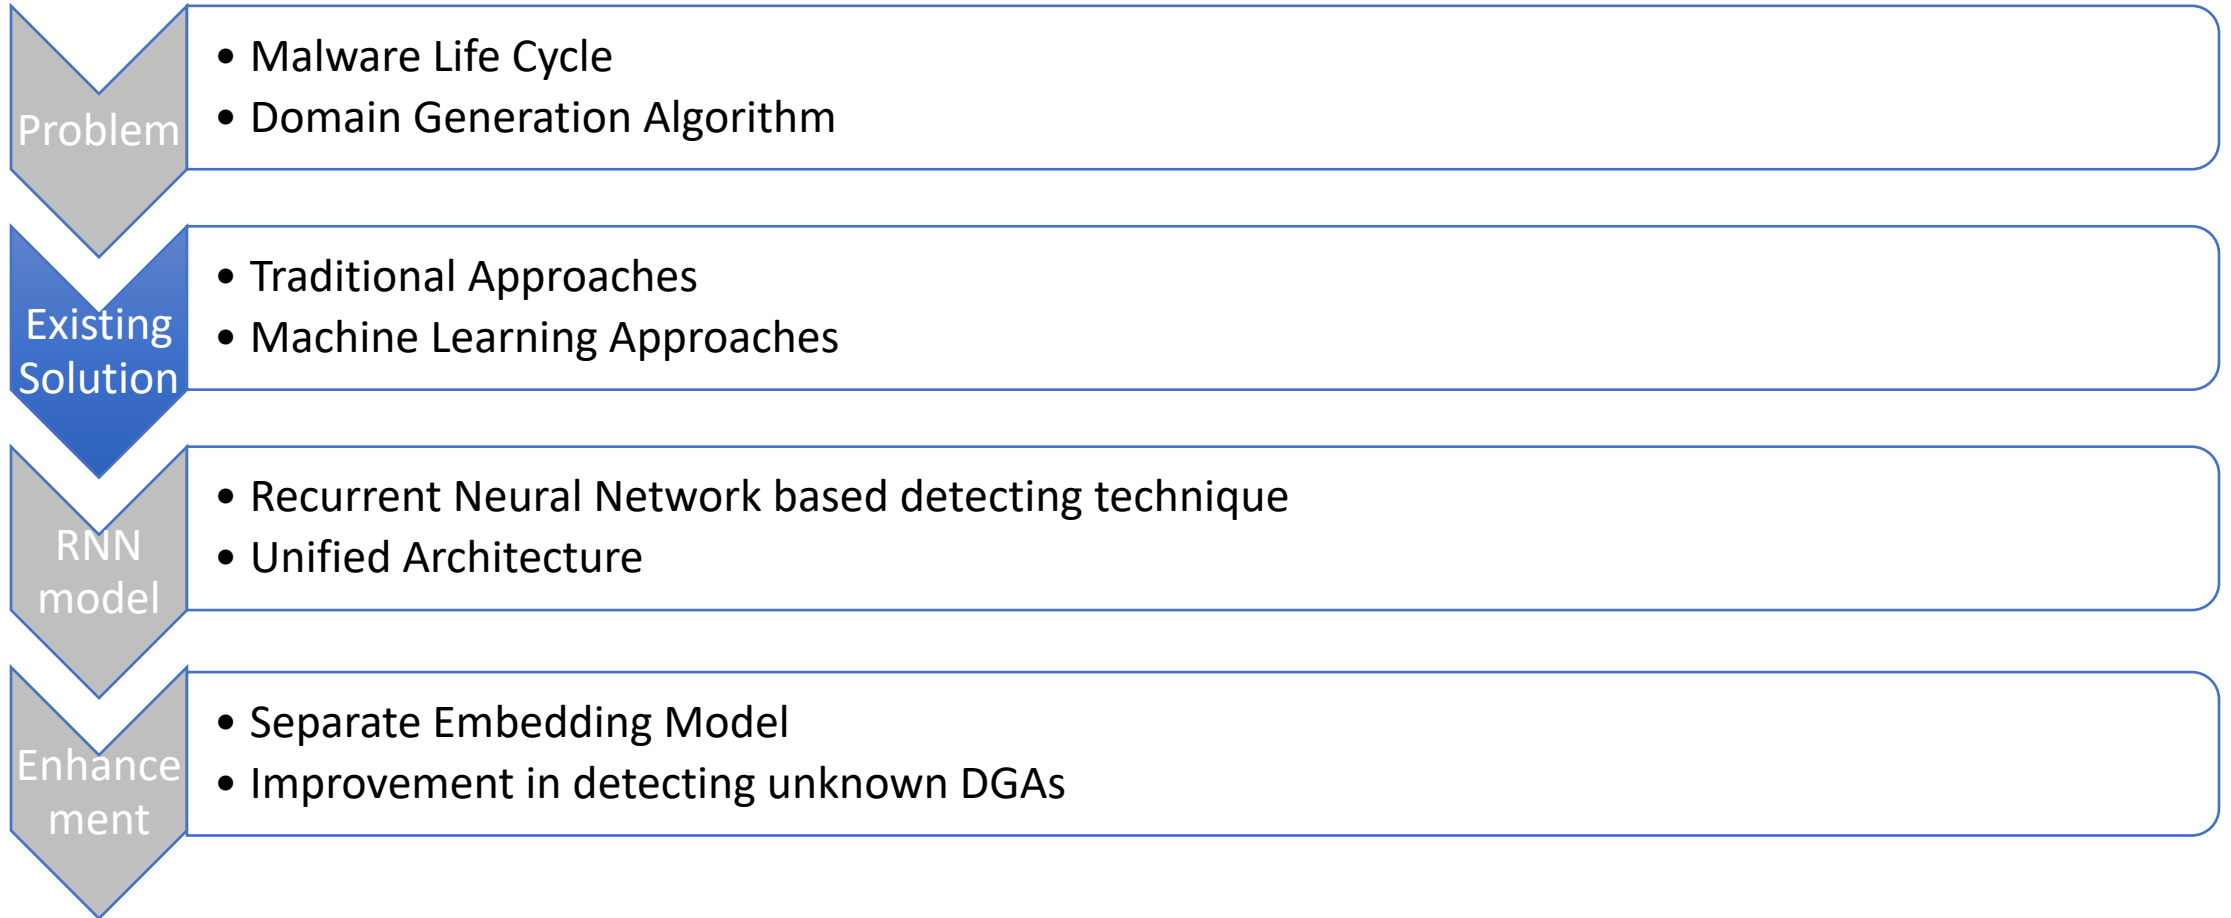 Problem
• Malware Life Cycle
• Domain Generation Algorithm
Existing
Solution
• Traditional Approaches
• Machine Learning Approaches
RNN
model
• Recurrent Neural Network based detecting technique
• Unified Architecture
Enhance
ment
• Separate Embedding Model
• Improvement in detecting unknown DGAs